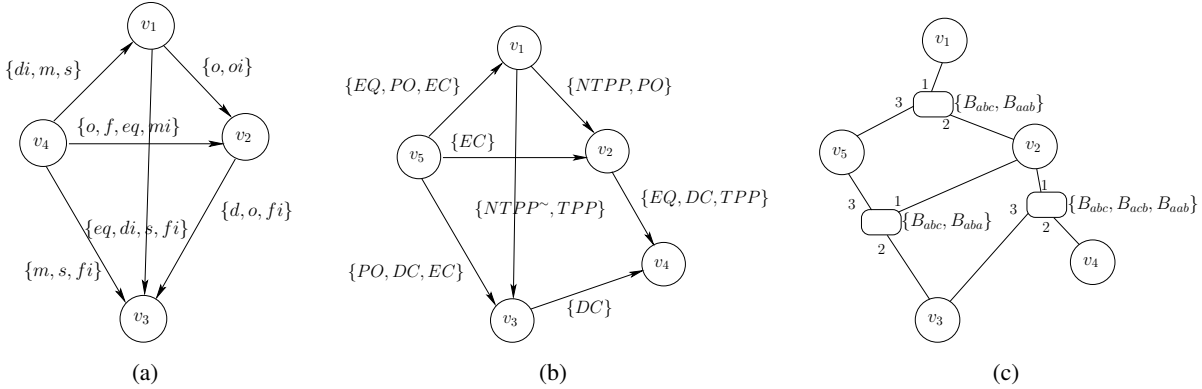 v1
{di, m, s}
{o, oi}
{o, f, eq, mi}
v4
v2
{eq, di, s, fi}
{d, o, fi}
{m, s, fi}
v3
(a)
v1
{EQ, PO, EC}
{NTPP, PO}
v5
{EC}
v2
{NTPP~, TPP}
{EQ, DC, TPP}
{PO, DC, EC}
v4
v3
{DC}
(b)
v1
1
3
{Babc, Baab}
2
v5
v2
3
1
{Babc, Baba}
2
1
3
{Babc, Bacb, Baab}
2
v4
v3
(c)